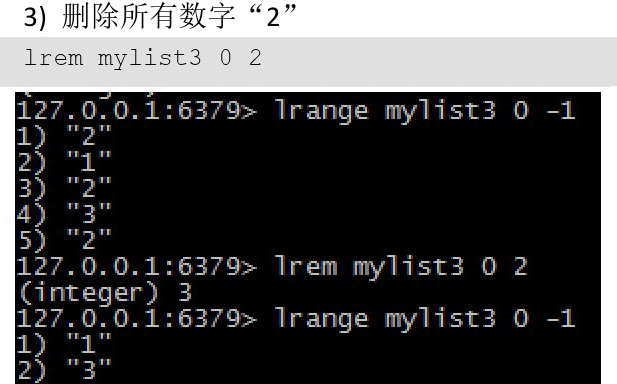 3) 删除所有数字“2”
lrem mylist3 0 2
127.0.0.1:6379> lrange mylist3 0 -1
1) "2"
2) "1"
3) "2"
4) "3"
5) "2"
127.0.0.1:6379> lrem mylist3 0 2
(integer) 3
127.0.0.1:6379> lrange mylist3 0 -1
1) "1"
2) "3"